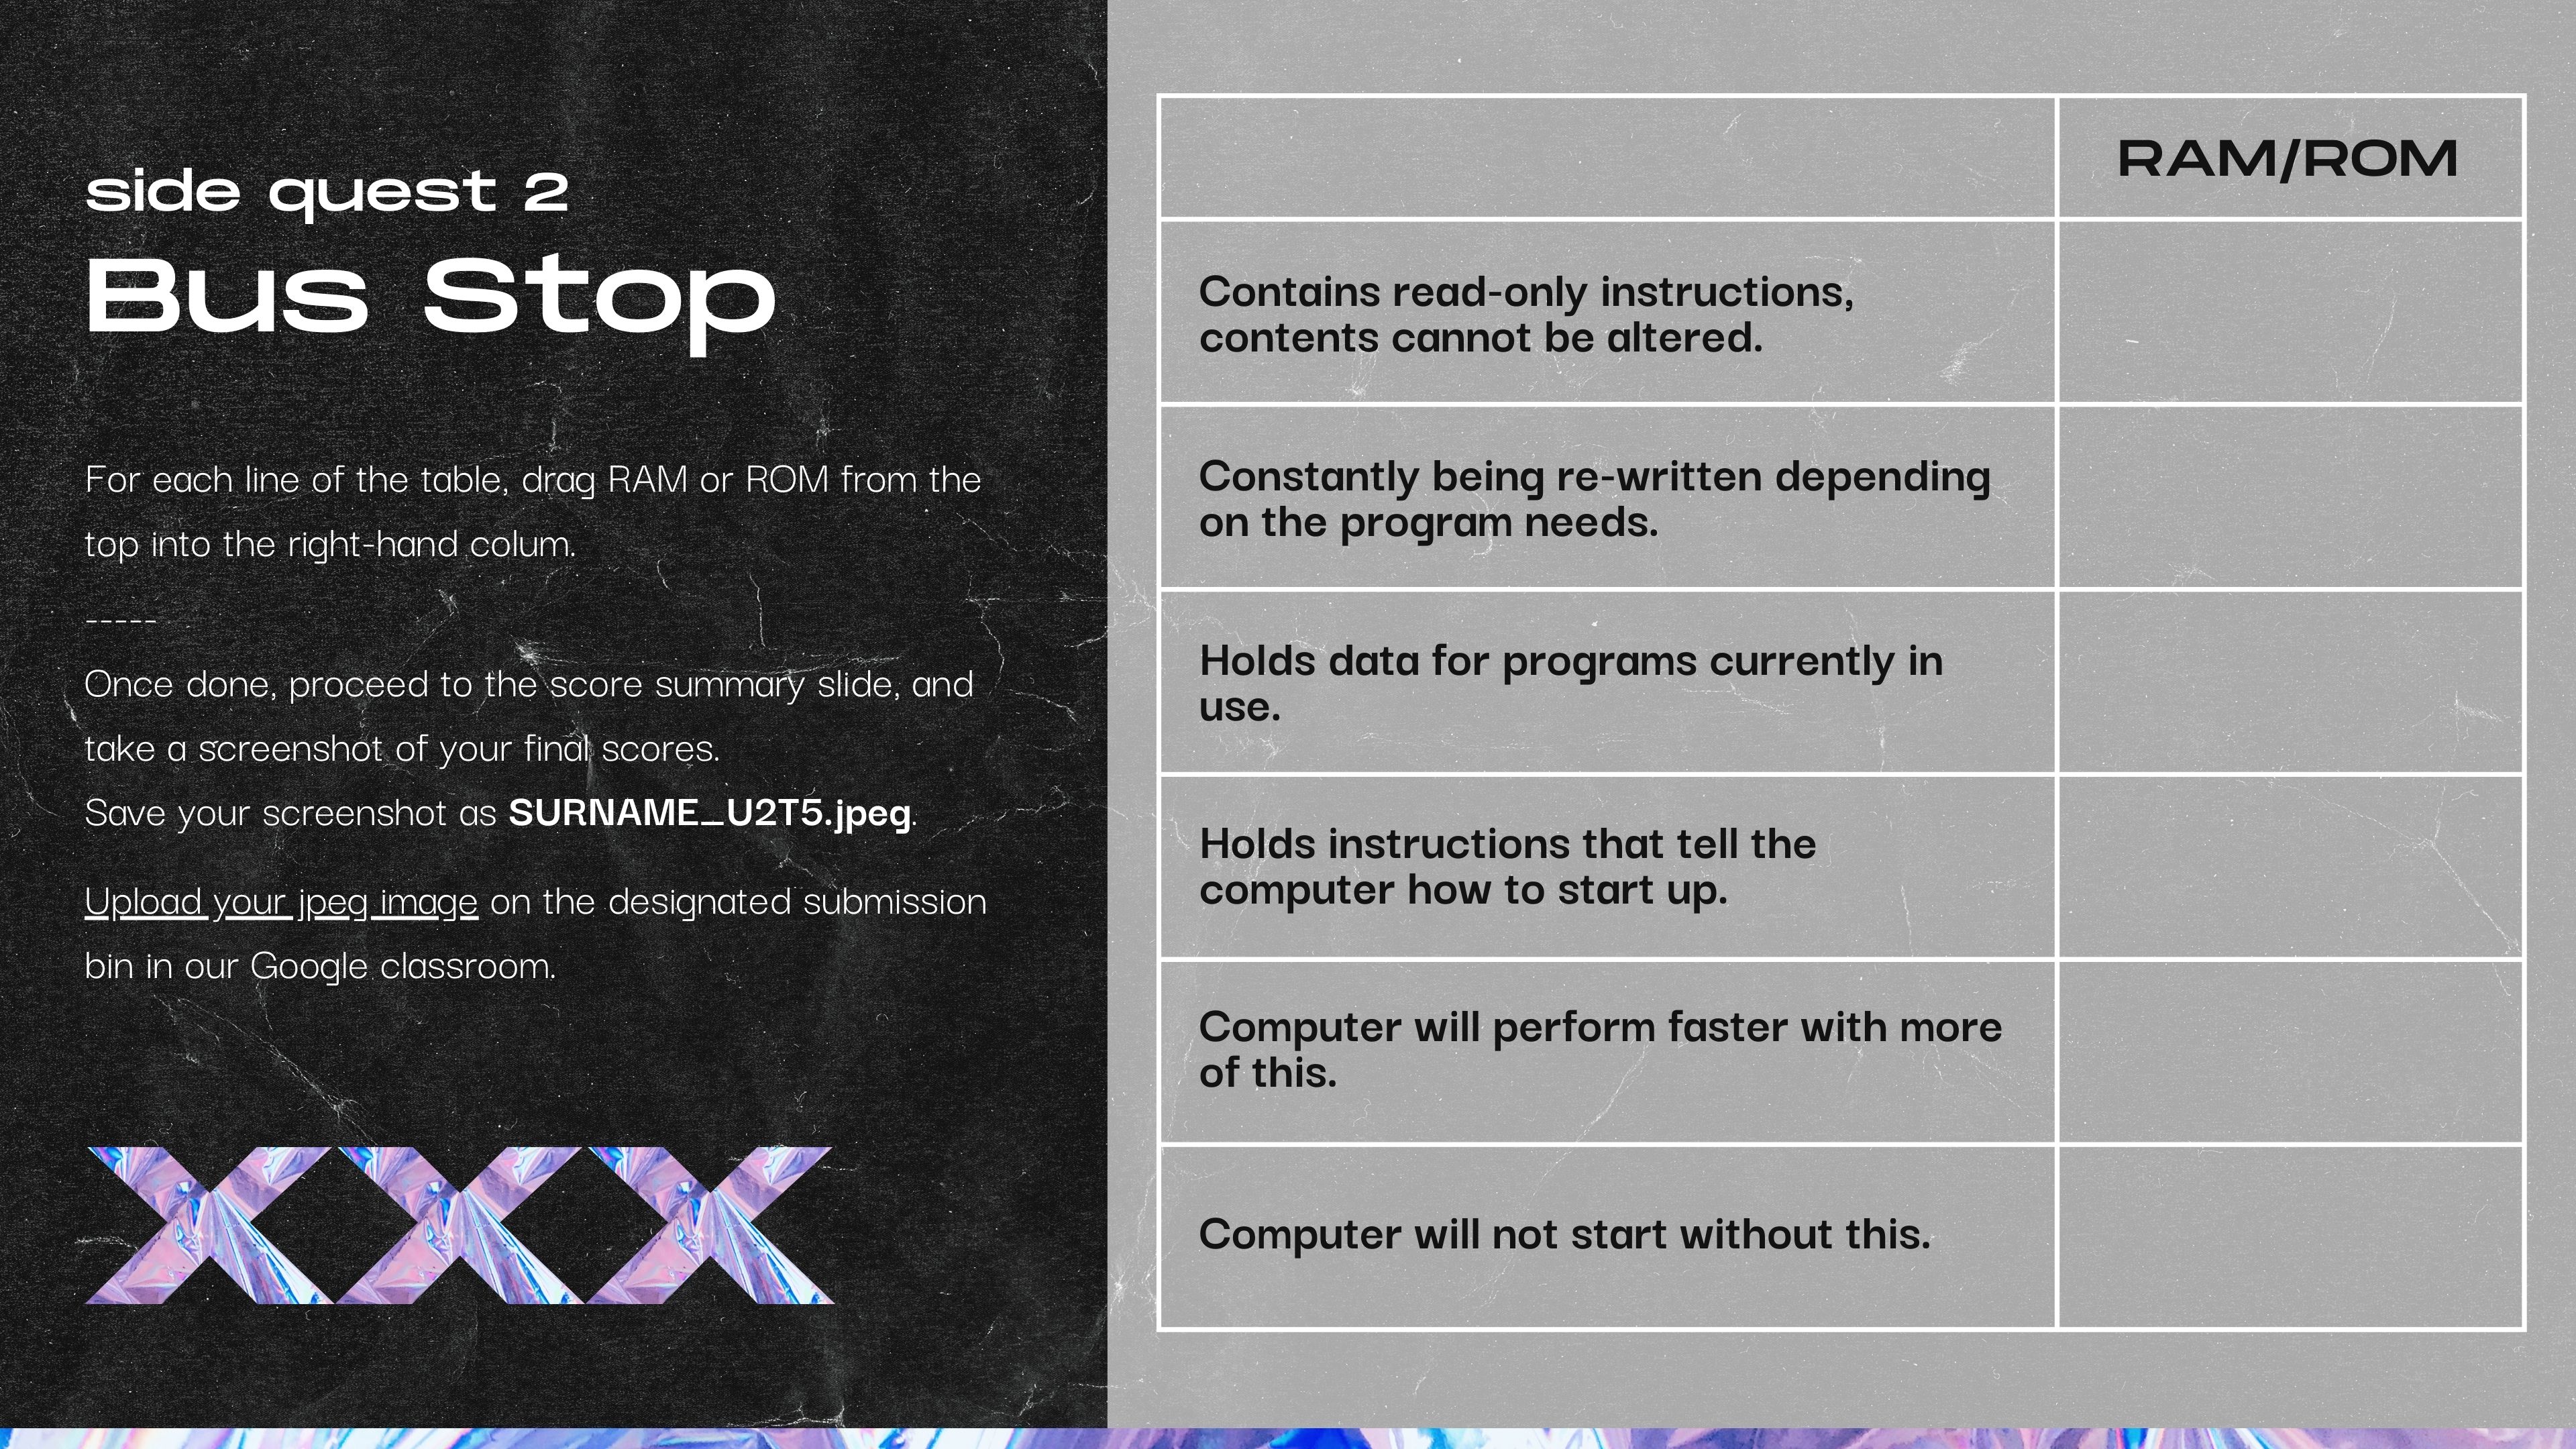 side quest 2
Bus Stop
For each line of the table, drag RAM or ROM from the
top into the right-hand colum.
-----
Once done, proceed to the score summary slide, and
take a screenshot of your final scores.
Save your screenshot as SURNAME_U2T5.jpeg.
Upload your jpeg image on the designated submission
bin in our Google classroom.
XXX
RAM/ROM
Contains read-only instructions,
contents cannot be altered.
Constantly being re-written depending
on the program needs.
Holds data for programs currently in
use.
Holds instructions that tell the
computer how to start up.
Computer will perform faster with more
of this.
Computer will not start without this.